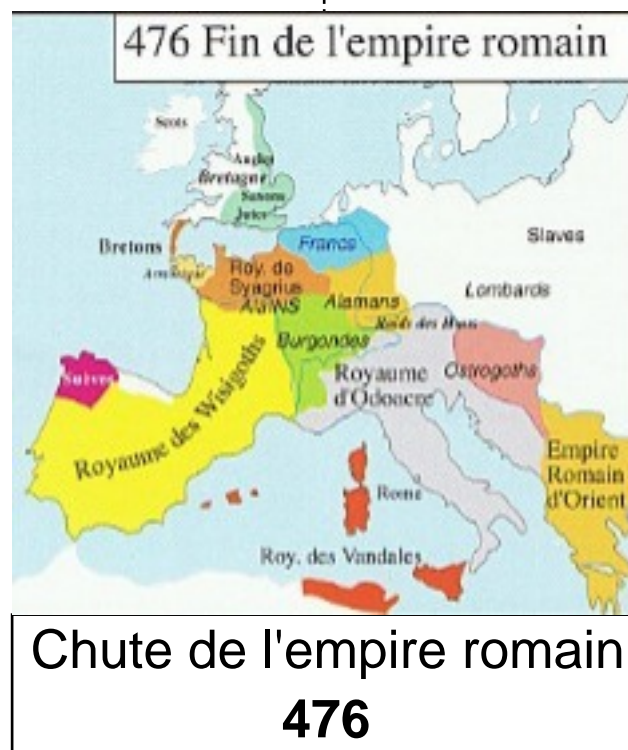 476 Fin de l'empire romain
Scots
Angles
Bretagne
Saxons
Jutes
Bretons
Armorique
Francs
Slaves
Roy. de
Syagrius
Alains
Alamans
Lombards
Burgondes
Suèves
Royaume des Wisigoths
Royaume
d'Odoacre
Ostrogoths
Empire
Romain
d'Orient
Rome
Roy. des Vandales
Chute de l'empire romain
476